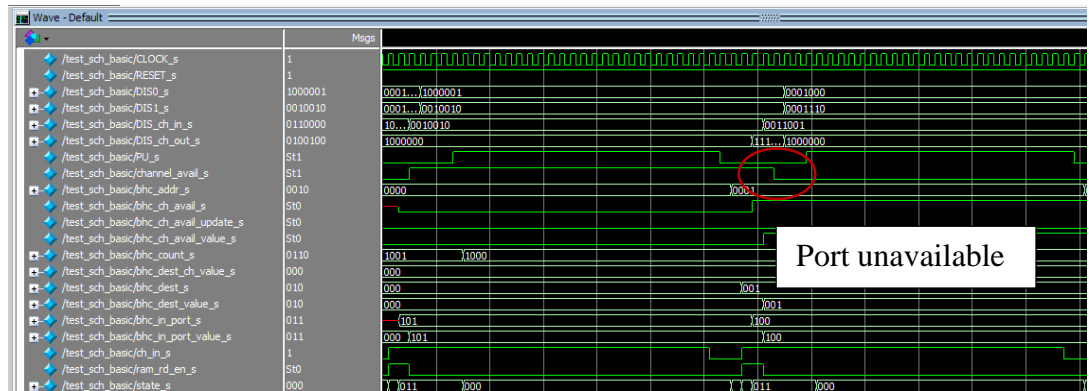 Wave - Default
Msgs
/test_sch_basic/CLOCK_s 1
/test_sch_basic/RESET_s 1
/test_sch_basic/DIS0_s 1000001 0001... 1000001 0001000
/test_sch_basic/DIS1_s 0010010 0001... 0010010 0001110
/test_sch_basic/DIS_ch_in_s 0110000 10... 0010010 0011001
/test_sch_basic/DIS_ch_out_s 0100100 1000000 111... 1000000
/test_sch_basic/PU_s St1
/test_sch_basic/channel_avail_s St1
/test_sch_basic/bhc_addr_s 0010 0000 0001
/test_sch_basic/bhc_ch_avail_s St0
/test_sch_basic/bhc_ch_avail_update_s St0
/test_sch_basic/bhc_ch_avail_value_s St0
Port unavailable
/test_sch_basic/bhc_count_s 0110 1001 1000
/test_sch_basic/bhc_dest_ch_value_s 000 000
/test_sch_basic/bhc_dest_s 010 000 001
/test_sch_basic/bhc_dest_value_s 010 000 001
/test_sch_basic/bhc_in_port_s 011 101 100
/test_sch_basic/bhc_in_port_value_s 011 000 101 100
/test_sch_basic/ch_in_s 1
/test_sch_basic/ram_rd_en_s St0
/test_sch_basic/state_s 000 011 000 011 000